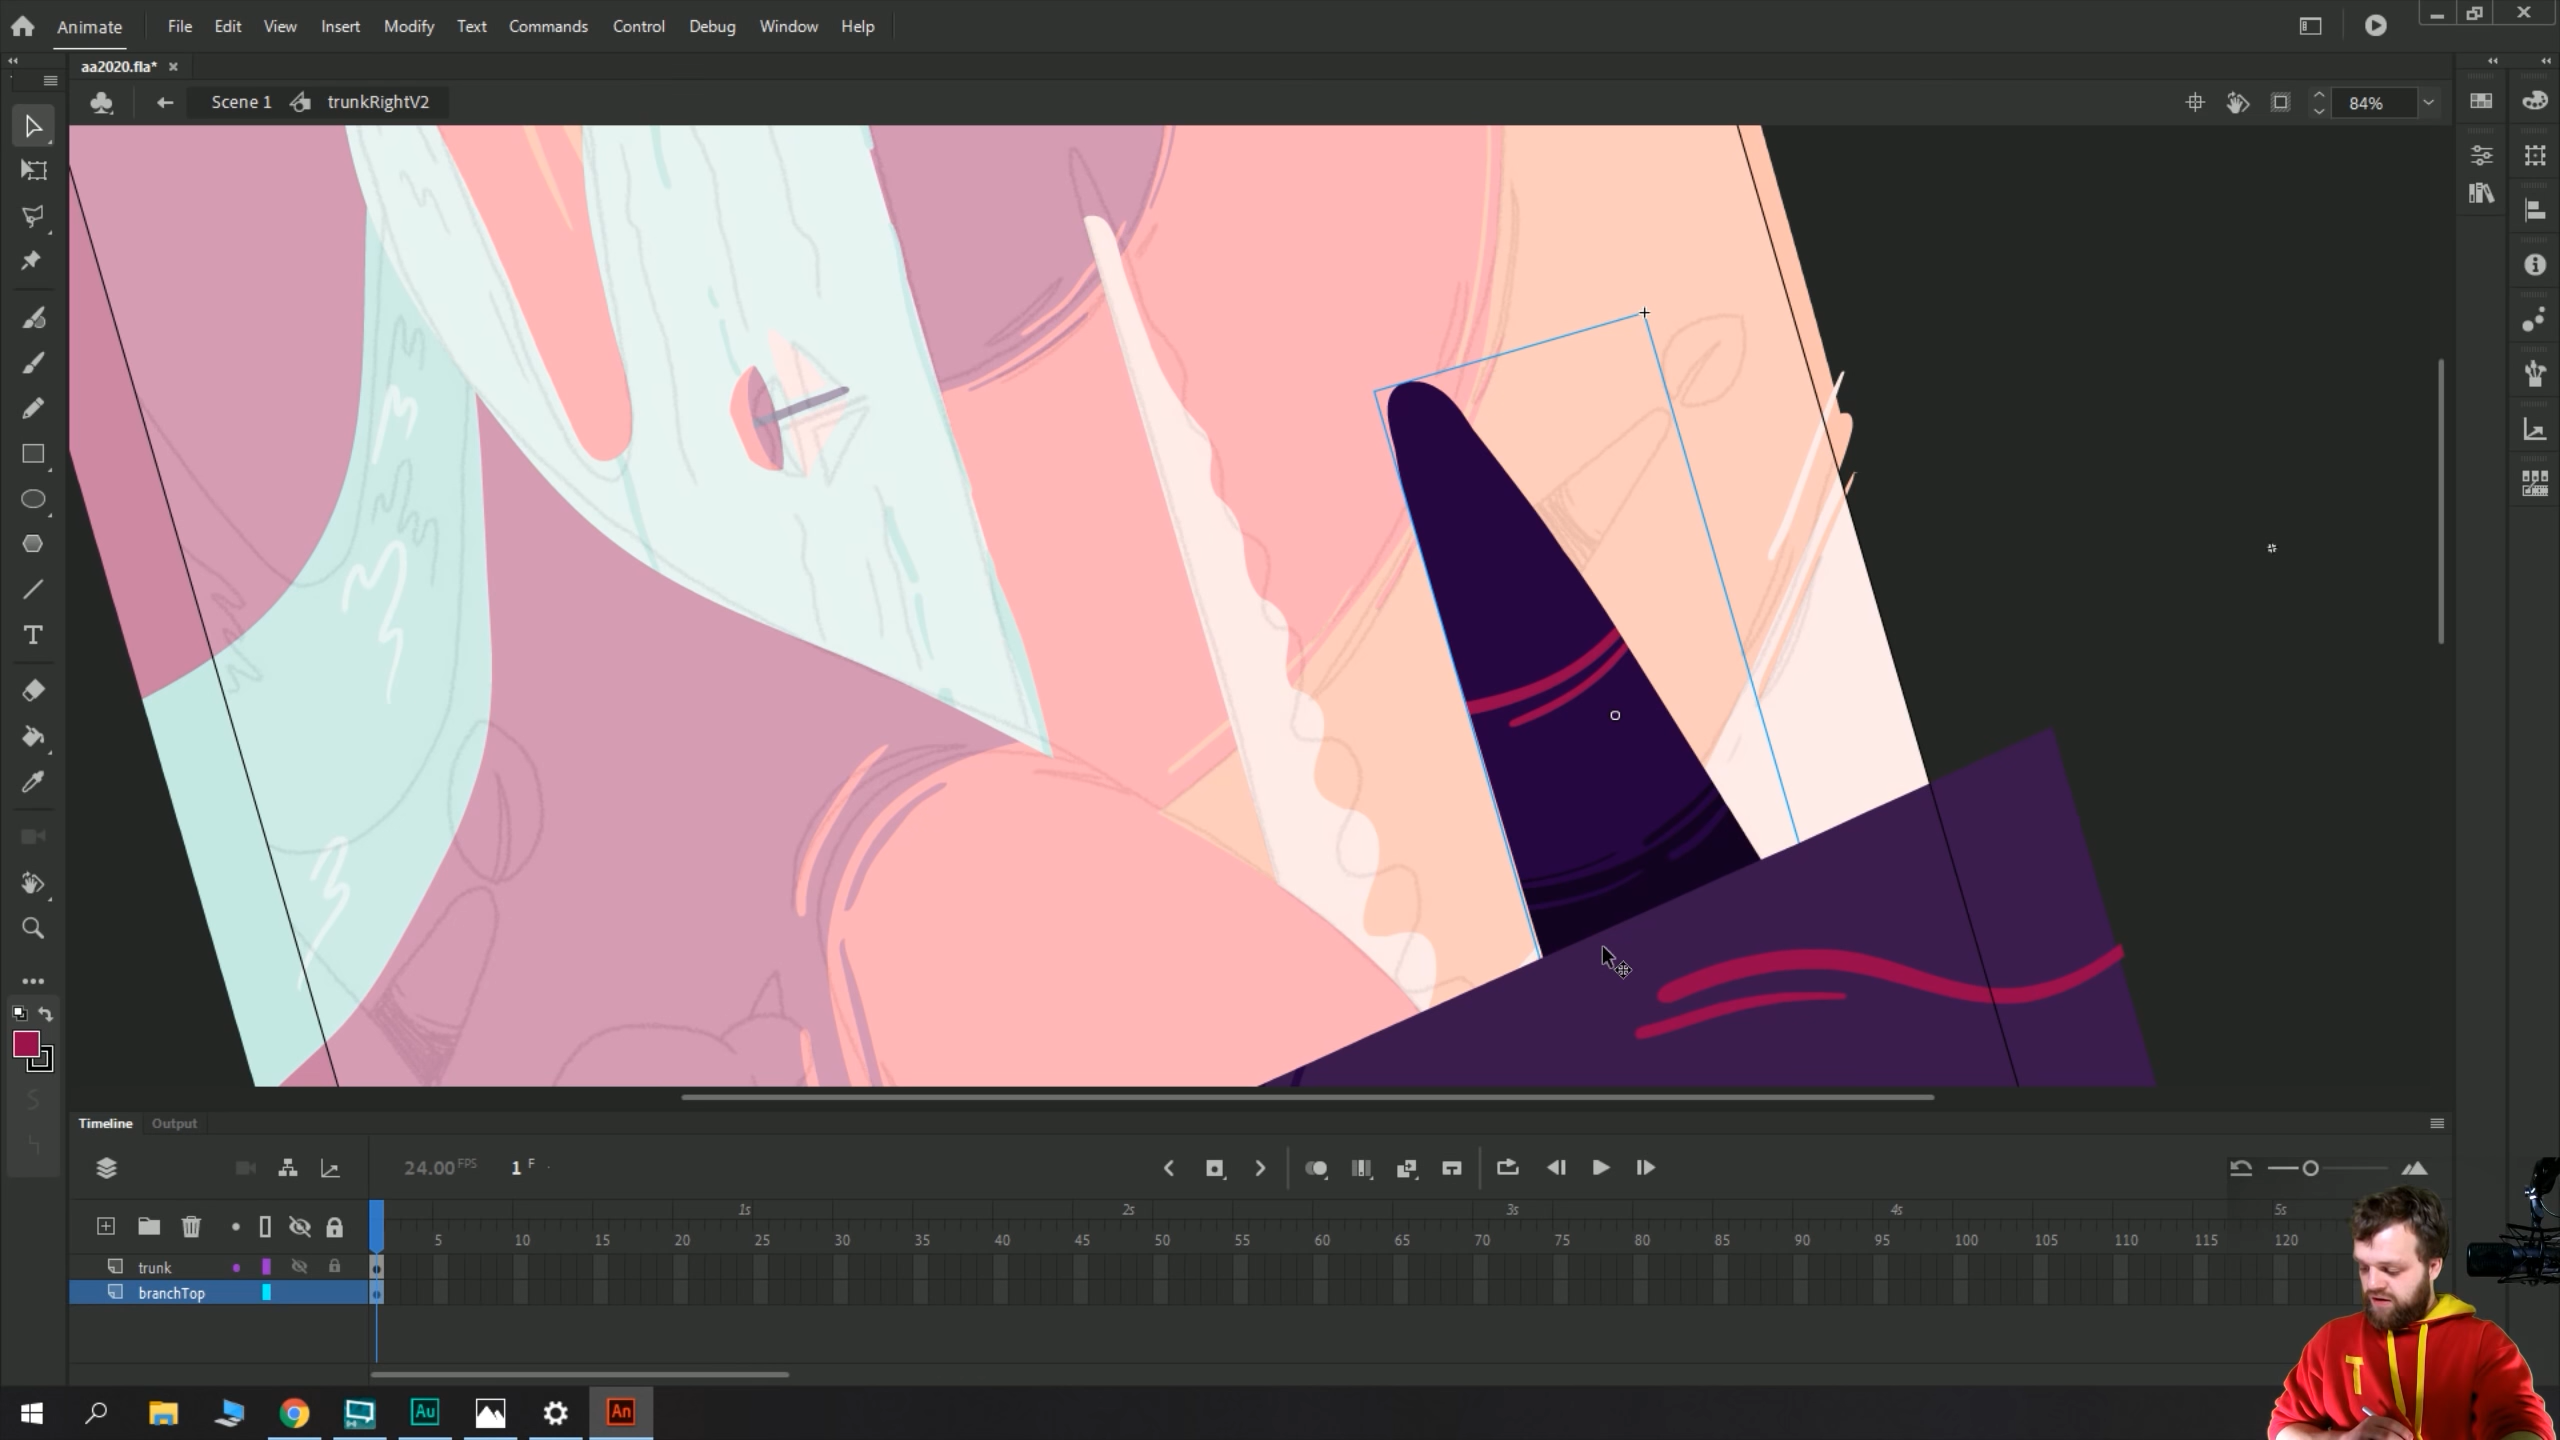 Animate File Edit View Insert Modify Text Commands Control Debug Window Help
aa2020.fla*
Scene 1 trunkRightV2 84%
T
Timeline Output
24.00 FPS 1 F
1s 2s 3s 4s 5s
5 10 15 20 25 30 35 40 45 50 55 60 65 70 75 80 85 90 95 100 105 110 115 120
trunk
branchTop
Au An